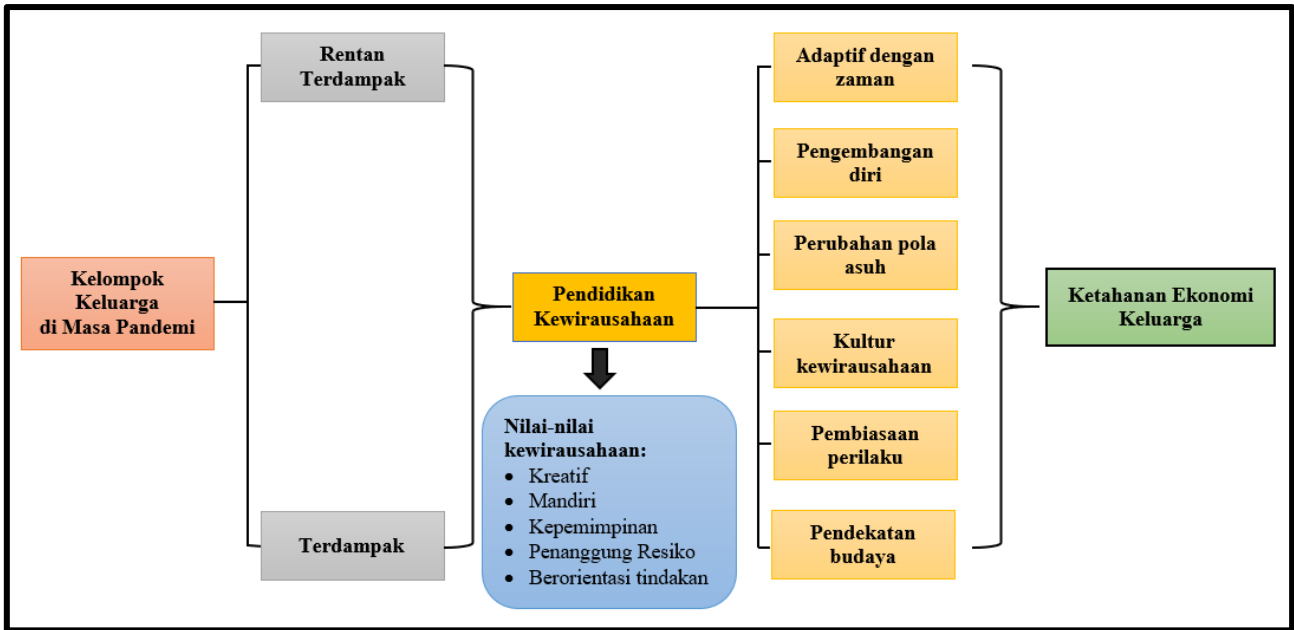 Kelompok
Keluarga
di Masa Pandemi
Rentan
Terdampak
Terdampak
Pendidikan
Kewirausahaan
Nilai-nilai
kewirausahaan:
• Kreatif
• Mandiri
• Kepemimpinan
• Penanggung Resiko
• Berorientasi tindakan
Adaptif dengan
zaman
Pengembangan
diri
Perubahan pola
asuh
Kultur
kewirausahaan
Pembiasaan
perilaku
Pendekatan
budaya
Ketahanan Ekonomi
Keluarga